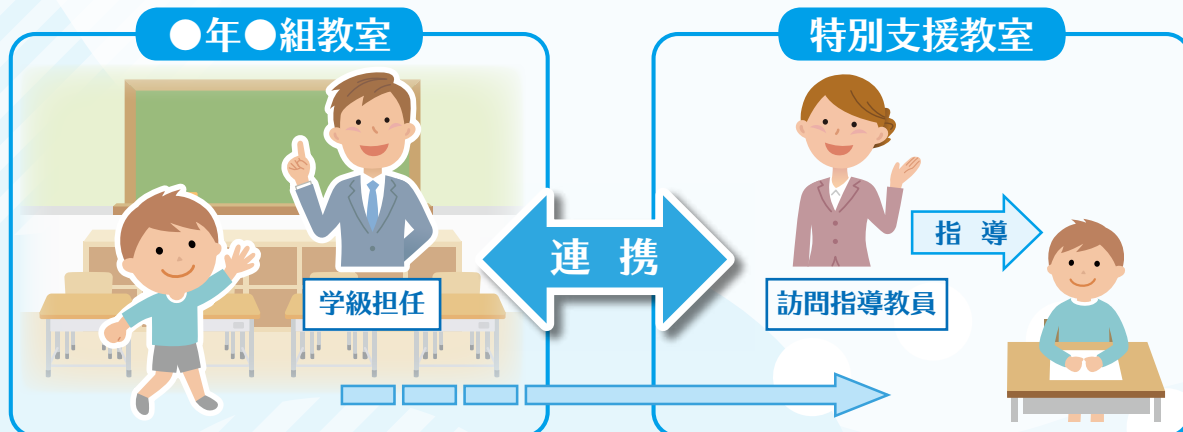 ●年●組教室
特別支援教室
連携
指導
学級担任
訪問指導教員